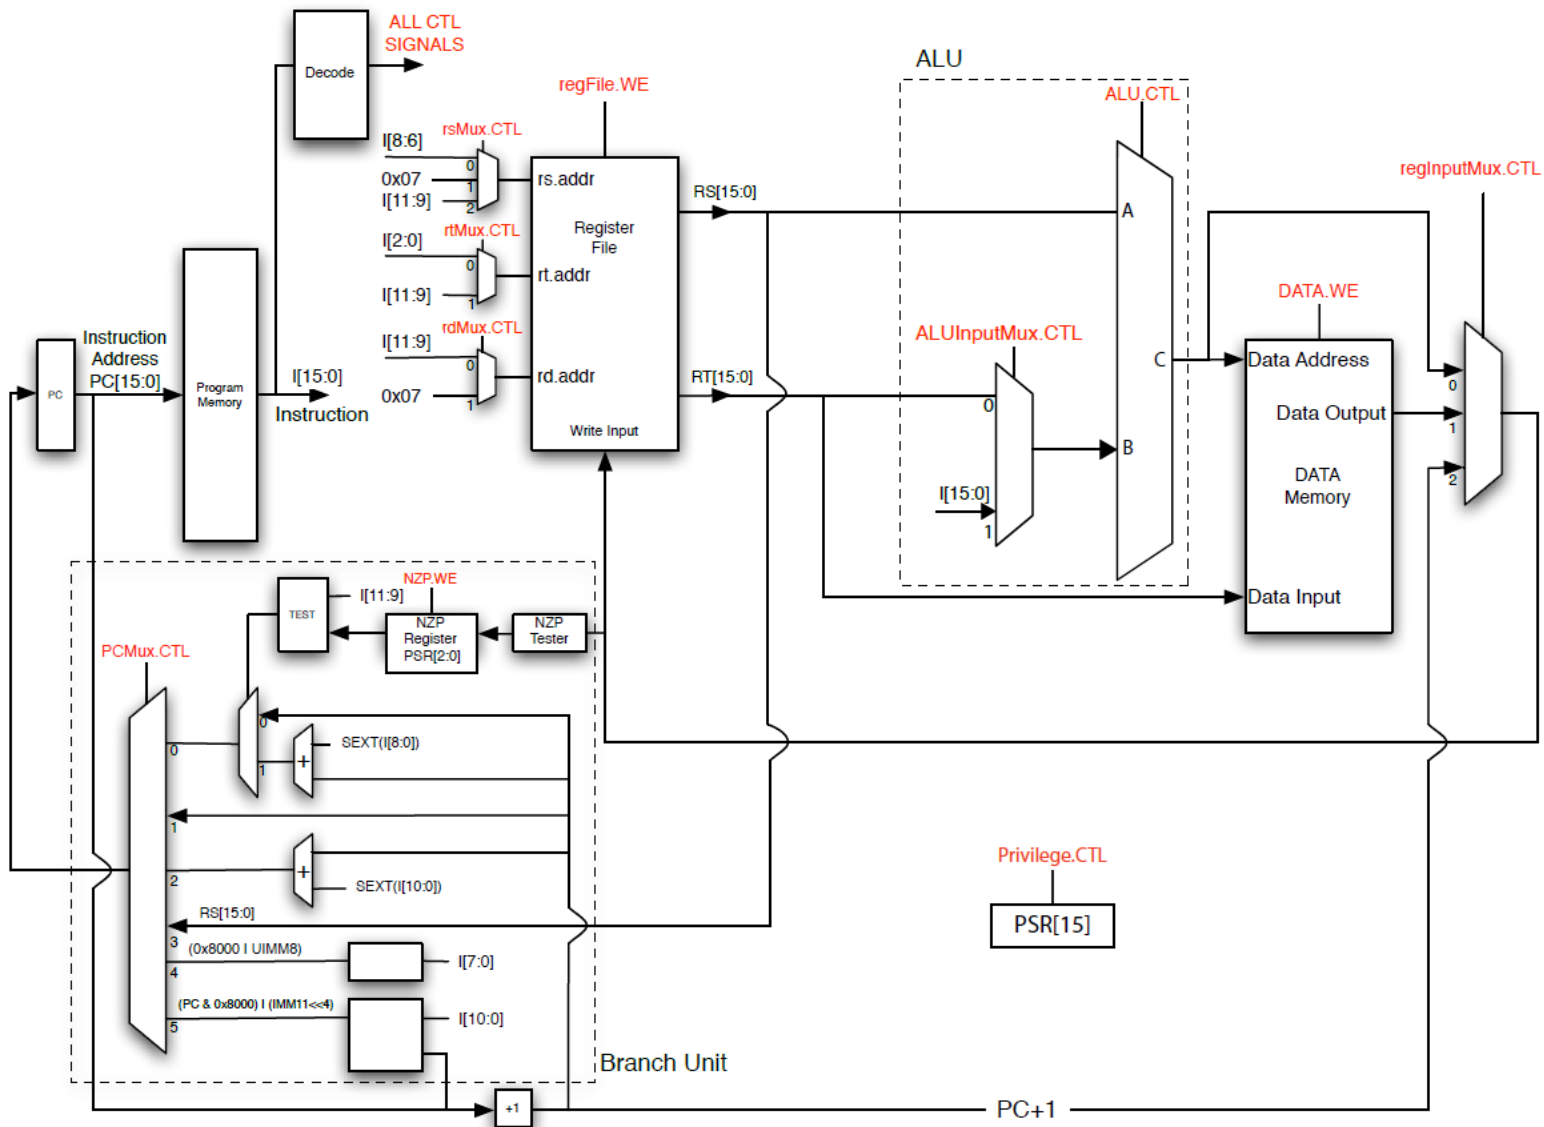 ALL CTL
SIGNALS
Decode
regFile.WE
ALU
ALU.CTL
I[8:6]
rsMux.CTL
0
0x07
1
I[11:9]
2
rs.addr
RS[15:0]
A
regInputMux.CTL
Register
File
rtMux.CTL
I[2:0]
0
rt.addr
I[11:9]
1
DATA.WE
rdMux.CTL
I[11:9]
0
rd.addr
0x07
1
Write Input
RT[15:0]
ALUInputMux.CTL
0
I[15:0]
1
B
C
Data Address
Data Output
DATA
Memory
Data Input
0
1
2
Instruction
Address
PC[15:0]
PC
Program
Memory
I[15:0]
Instruction
TEST
I[11:9]
NZP.WE
NZP
Register
PSR[2:0]
NZP
Tester
PCMux.CTL
0
0
1
+
SEXT(I[8:0])
1
2
+
SEXT(I[10:0])
RS[15:0]
3
(0x8000 I UIMM8)
4
I[7:0]
(PC & 0x8000) I (IMM11<<4)
5
I[10:0]
Branch Unit
Privilege.CTL
PSR[15]
+1
PC+1